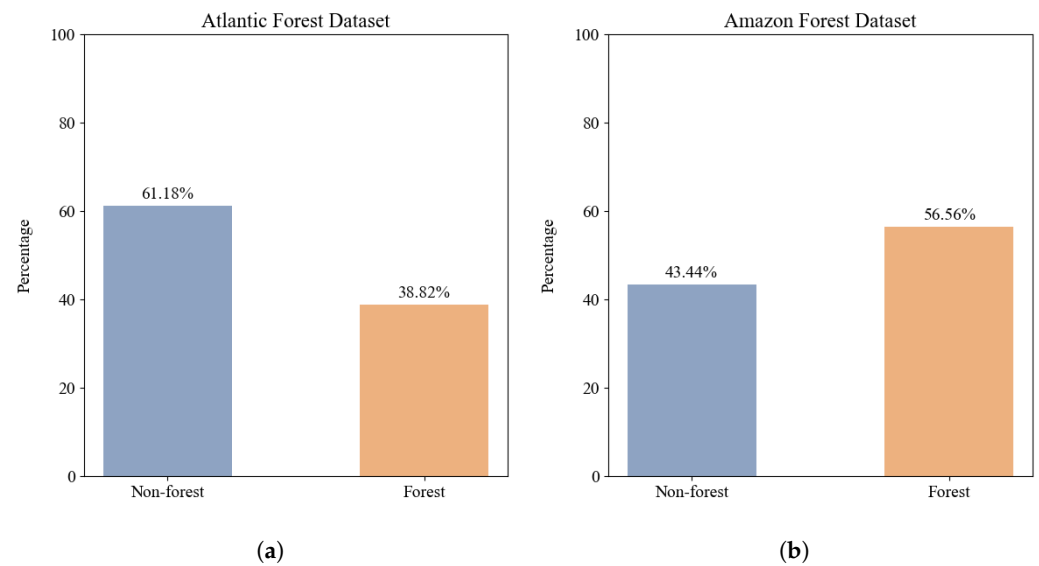 Atlantic Forest Dataset
100
80
60
40
20
0
Percentage
61.18%
38.82%
Non-forest
Forest
(a)
Amazon Forest Dataset
100
80
60
40
20
0
Percentage
43.44%
56.56%
Non-forest
Forest
(b)